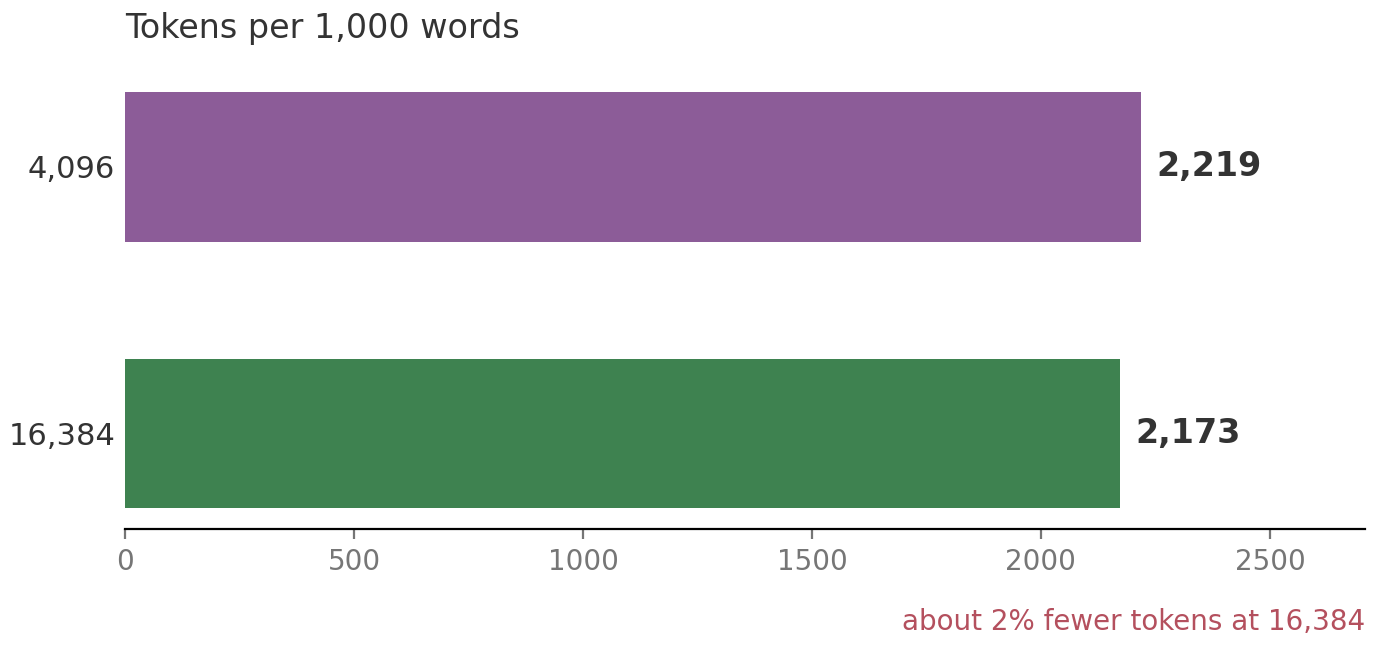 Tokens per 1,000 words
4,096
2,219
16,384
2,173
0 500 1000 1500 2000 2500
about 2% fewer tokens at 16,384